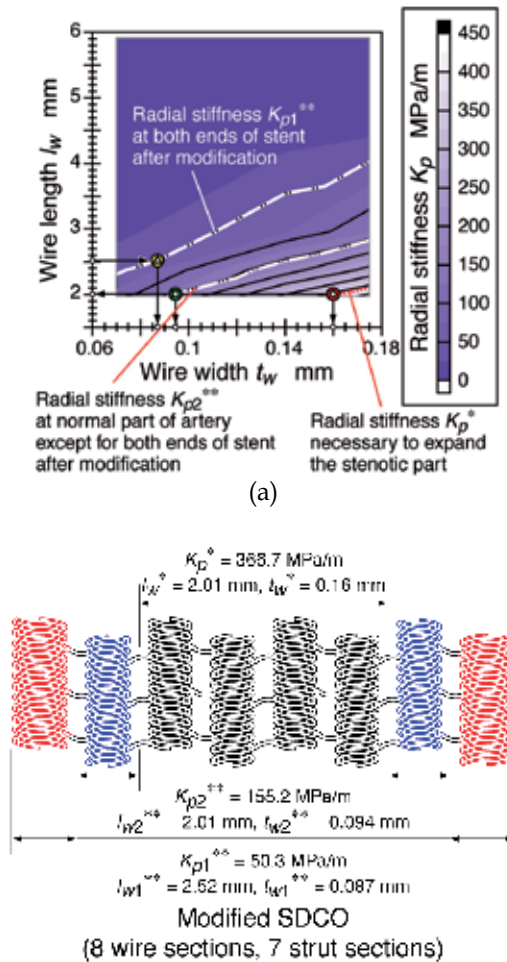 6
5
4
3
2
Wire length lw mm
Radial stiffness Kp1**
at both ends of stent
after modification
0.06
0.1
0.14
0.18
Wire width tw mm
450
400
350
300
250
200
150
100
50
0
Radial stiffness Kp MPa/m
Radial stiffness Kp2**
at normal part of artery
except for both ends of stent
after modification
Radial stiffness Kp*
necessary to expand
the stenotic part
(a)
Kp* = 368.7 MPa/m
lw* = 2.01 mm, tw* = 0.16 mm
Kp2** = 155.2 MPa/m
lw2** 2.01 mm, tw2** 0.094 mm
Kp1** = 50.3 MPa/m
lw1** = 2.52 mm, tw1** = 0.087 mm
Modified SDCO
(8 wire sections, 7 strut sections)